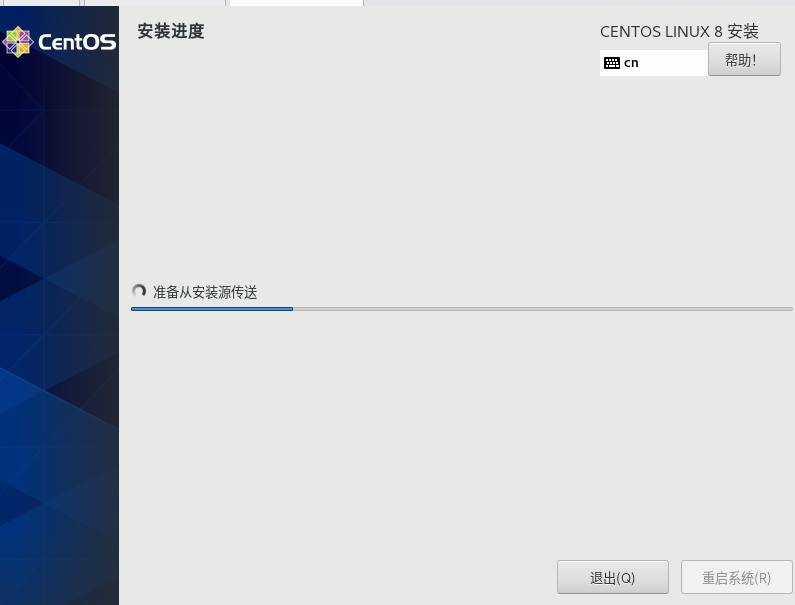 CentOS
安装进度
CENTOS LINUX 8 安装
cn
帮助！
准备从安装源传送
退出(Q)
重启系统(R)